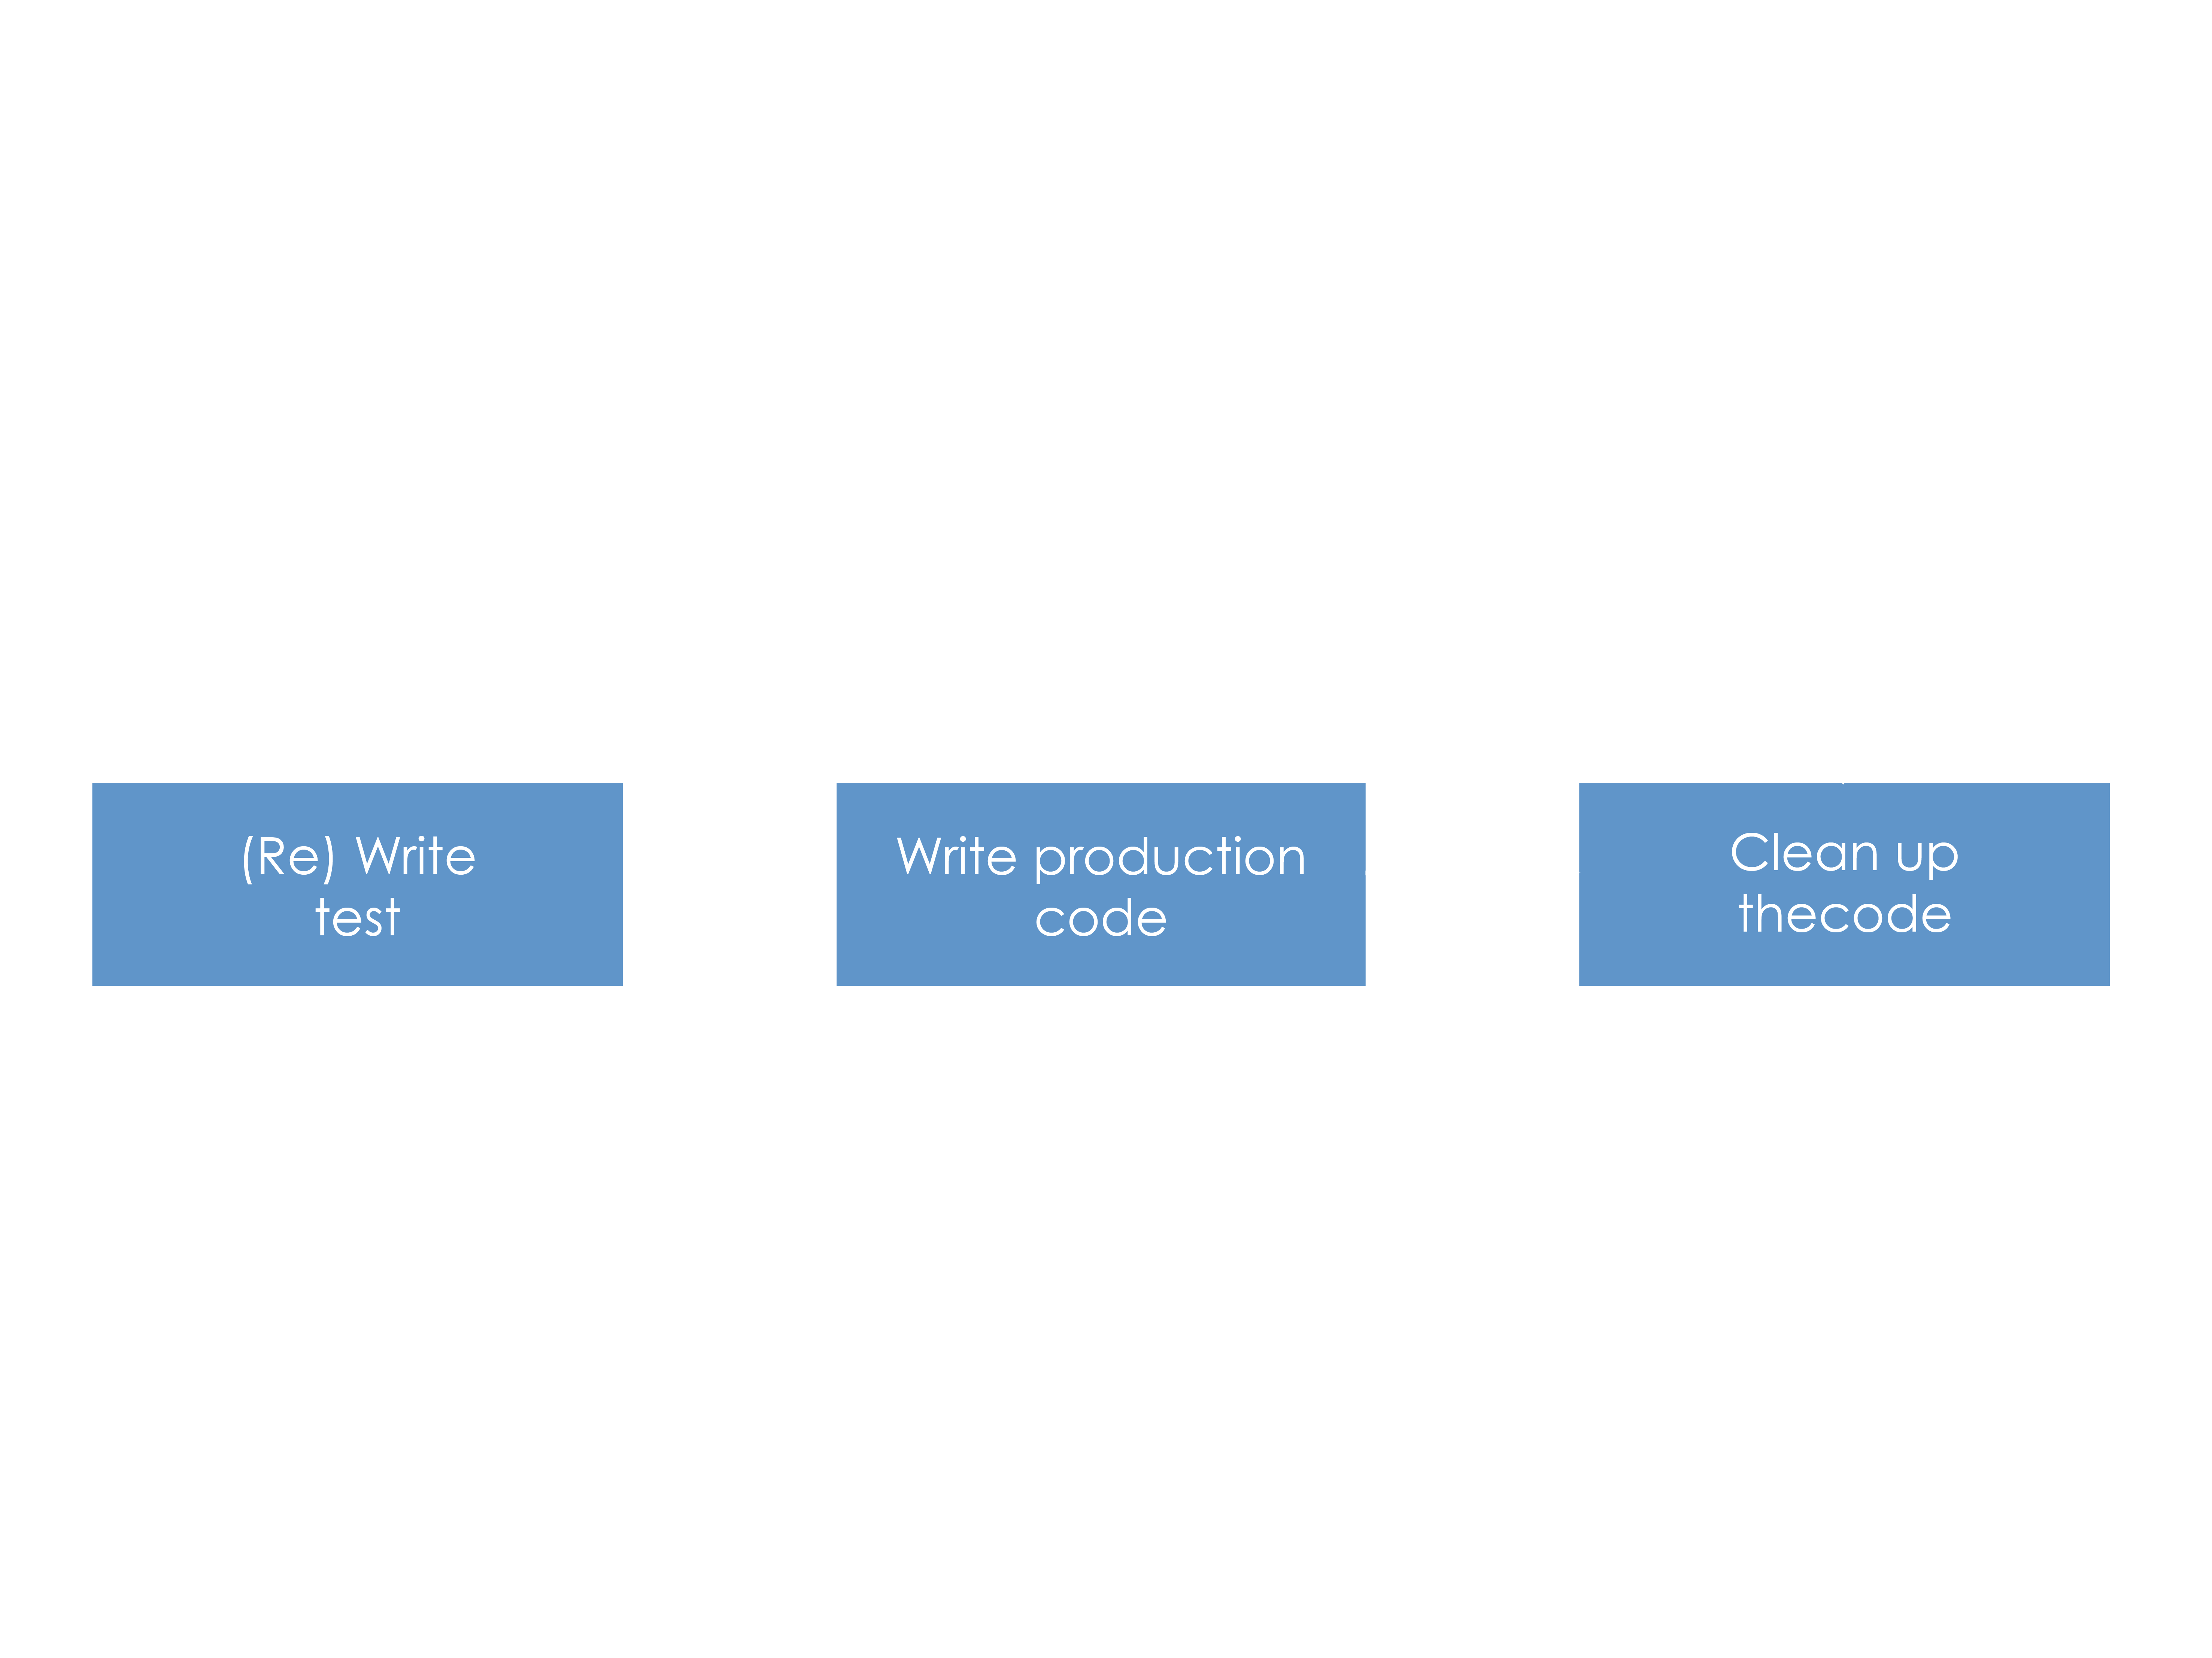 (Re) Write
test
Write production
code
Clean up
thecode